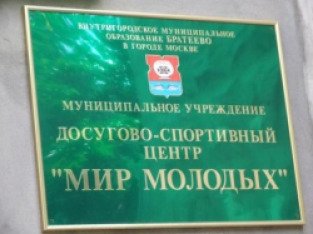 ВНУТРИГОРОДСКОЕ МУНИЦИПАЛЬНОЕ
ОБРАЗОВАНИЕ БРАТЕЕВО
В ГОРОДЕ МОСКВЕ
МУНИЦИПАЛЬНОЕ УЧРЕЖДЕНИЕ
ДОСУГОВО-СПОРТИВНЫЙ
ЦЕНТР
"МИР МОЛОДЫХ"